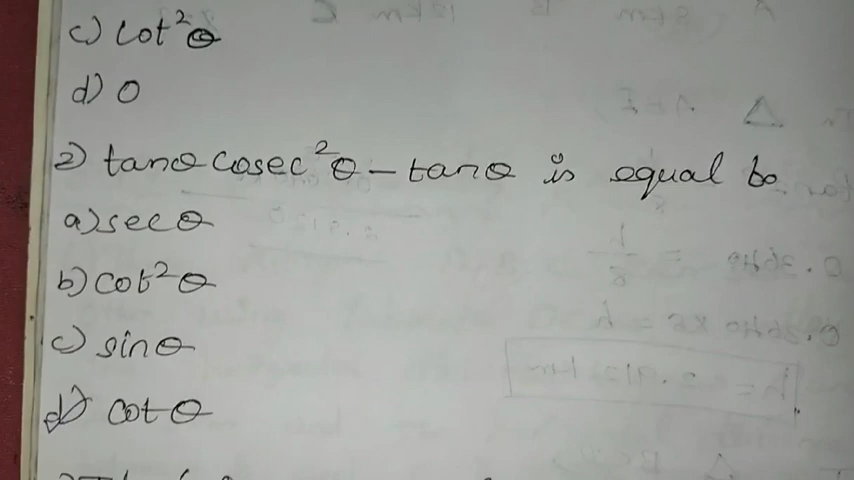 c) cot²θ
d) 0
2) tanθ cosec²θ - tanθ is equal to
a) secθ
b) cot²θ
c) sinθ
d) cotθ